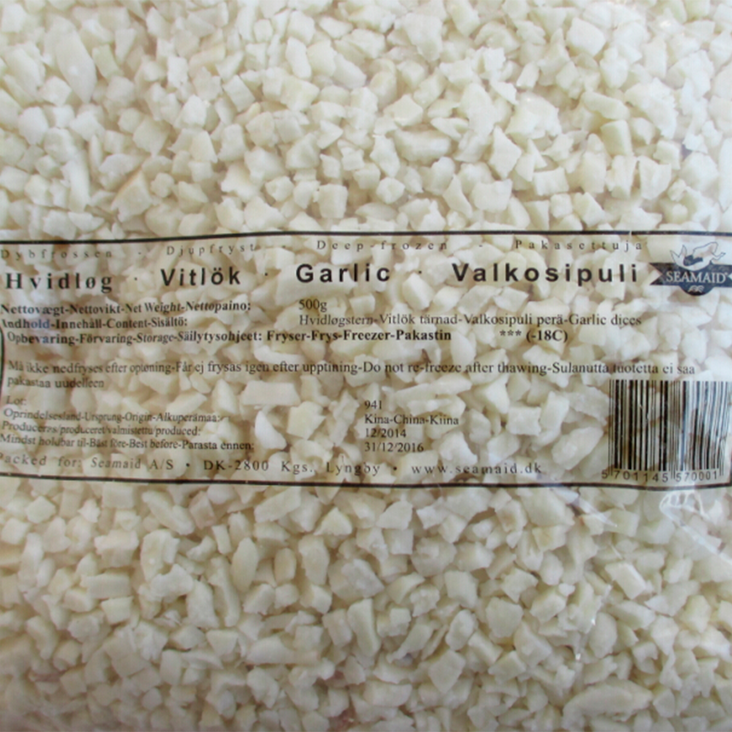 Dybfrossen - Djupfryst - Deep-frozen - Pakasettuja
Hvidløg · Vitlök · Garlic · Valkosipuli
SEAMAID
Nettovægt-Nettovikt-Net Weight-Nettopaino: 500g
Indhold-Innehåll-Content-Sisältö: Hvidløgstern-Vitlök tärnad-Valkosipuli perä-Garlic dices
Opbevaring-Förvaring-Storage-Säilytysohjeet: Fryser-Frys-Freezer-Pakastin *** (-18C)
Må ikke nedfryses efter optøning-Får ej frysas igen efter upptining-Do not re-freeze after thawing-Sulanutta tuotetta ei saa
pakastaa uudelleen
Lot: 941
Oprindelsesland-Ursprung-Origin-Alkuperämaa: Kina-China-Kiina
Producerzs/produceret/valmistettu/produced: 12/2014
Mindst holdbar til-Bäst före-Best before-Parasta ennen: 31/12/2016
Packed for: Seamaid A/S • DK-2800 Kgs. Lyngby • www.seamaid.dk
5 701145 570001